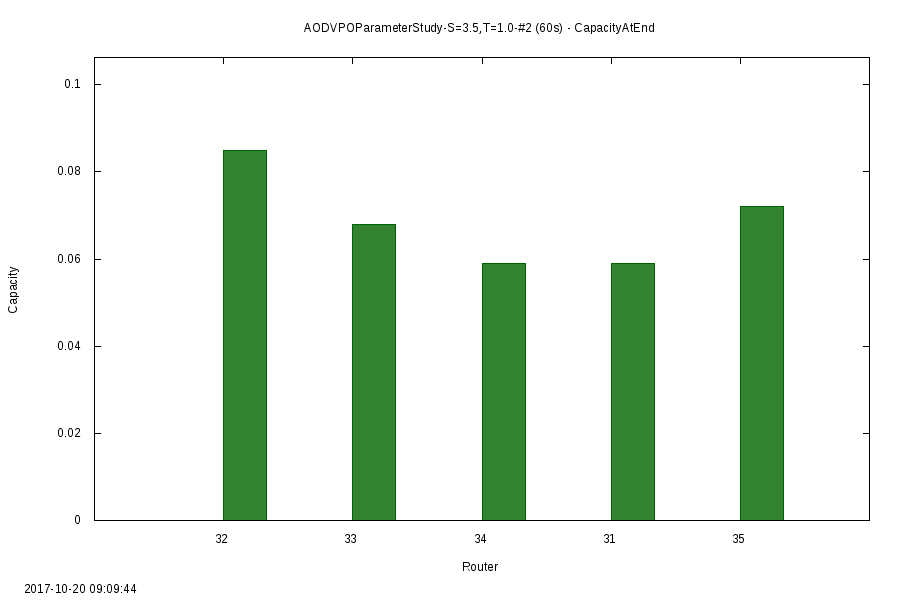 AODVPOParameterStudy-S=3.5,T=1.0-#2 (60s) - CapacityAtEnd
0.1
0.08
0.06
0.04
0.02
0
Capacity
32 33 34 31 35
Router
2017-10-20 09:09:44